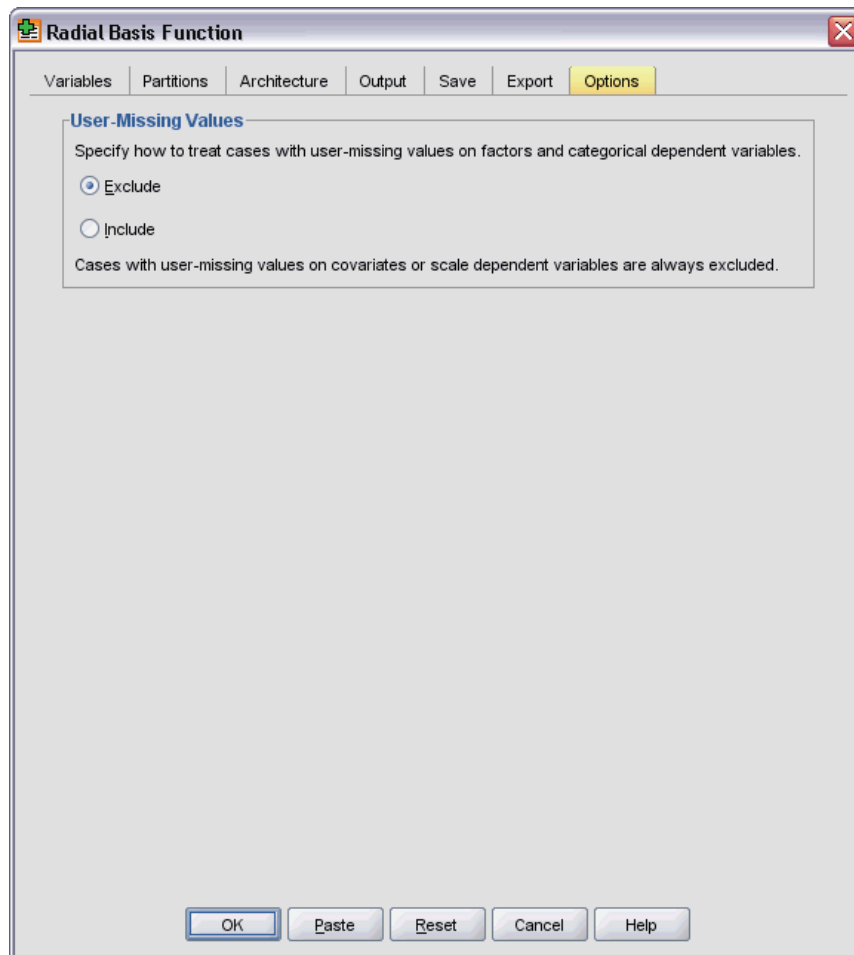 Radial Basis Function
Variables Partitions Architecture Output Save Export Options
User-Missing Values
Specify how to treat cases with user-missing values on factors and categorical dependent variables.
Exclude
Include
Cases with user-missing values on covariates or scale dependent variables are always excluded.
OK Paste Reset Cancel Help